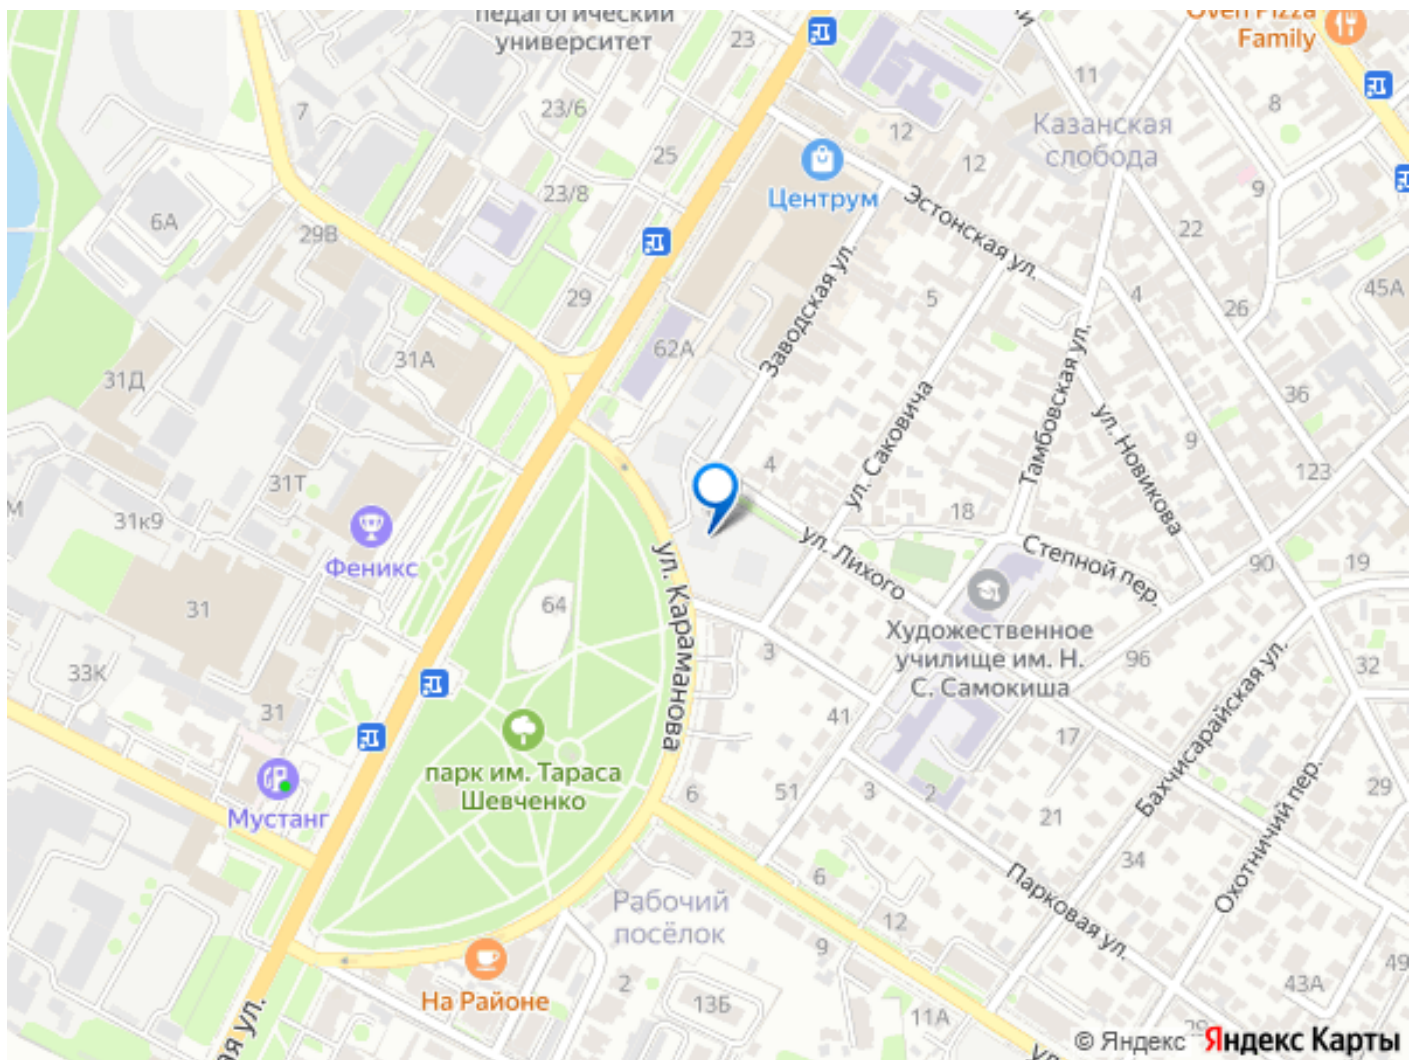 педагогический
университет
23
Oven Pizza
Family
11
8
7
23/6
12
Казанская
слобода
12
25
9
23/8
Центрум
6А
29В
Эстонская ул.
22
29
Заводская ул.
5
4
26
45А
62А
31А
31Д
Тамбовская ул.
ул. Саковича
ул. Новикова
36
9
4
123
31Т
31к9
Феникс
18
ул. Лихого
Степной пер.
90
19
ул. Караманова
64
31
Художественное
училище им. Н.
С. Самокиша
3
96
32
33К
31
41
17
Бахчисарайская ул.
парк им. Тараса
Шевченко
Мустанг
6
51
3
2
21
29
34
Охотничий пер.
6
Парковая ул.
Рабочий
посёлок
12
9
На Районе
2
13Б
43А
49
11А
29
ая ул.
ул
© Яндекс Яндекс Карты